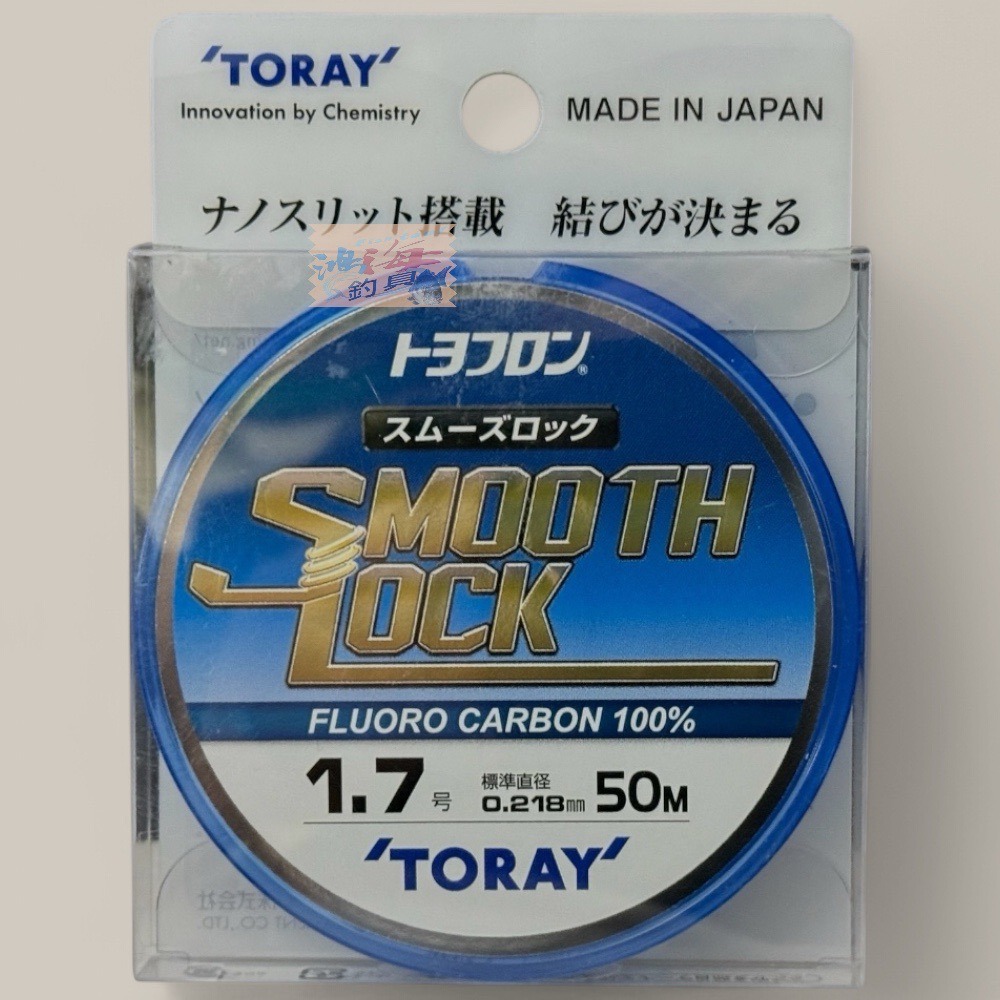 TORAY
Innovation by Chemistry
MADE IN JAPAN
ナノスリット搭載 結びが決まる
釣具
トヨフロン®
スムーズロック
SMOOTH
LOCK
FLUORO CARBON 100%
1.7号 標準直径 0.218mm 50M
TORAY